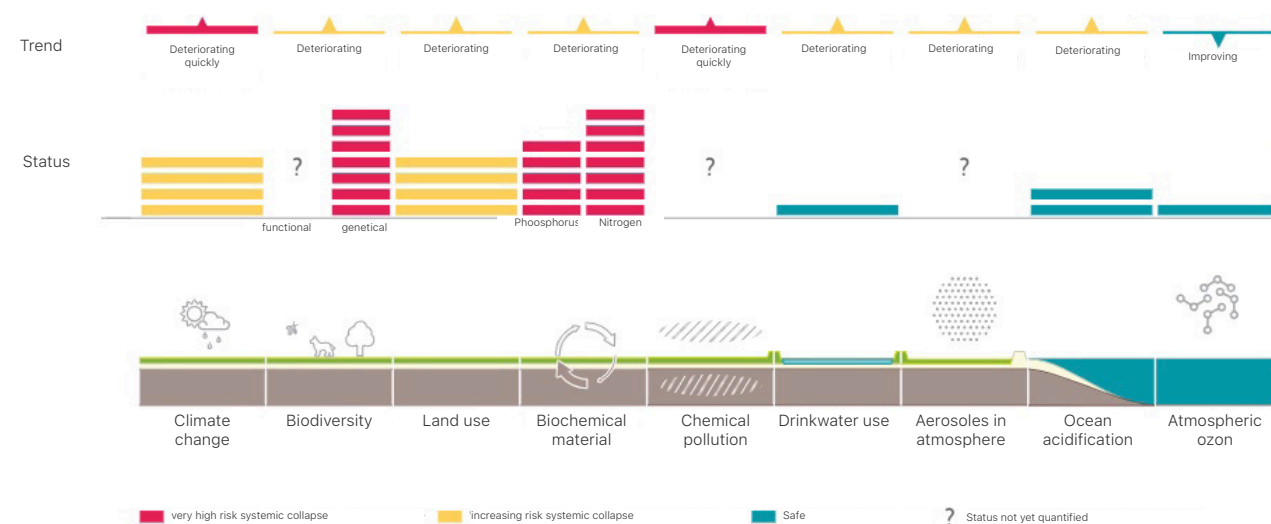 Trend
Deteriorating
quickly
Deteriorating
Deteriorating
Deteriorating
Deteriorating
quickly
Deteriorating
Deteriorating
Deteriorating
Improving
Status
?
?
?
functional
genetical
Phoosphorus
Nitrogen
Climate
change
Biodiversity
Land use
Biochemical
material
Chemical
pollution
Drinkwater use
Aerosoles in
atmosphere
Ocean
acidification
Atmospheric
ozon
very high risk systemic collapse
increasing risk systemic collapse
Safe
? Status not yet quantified